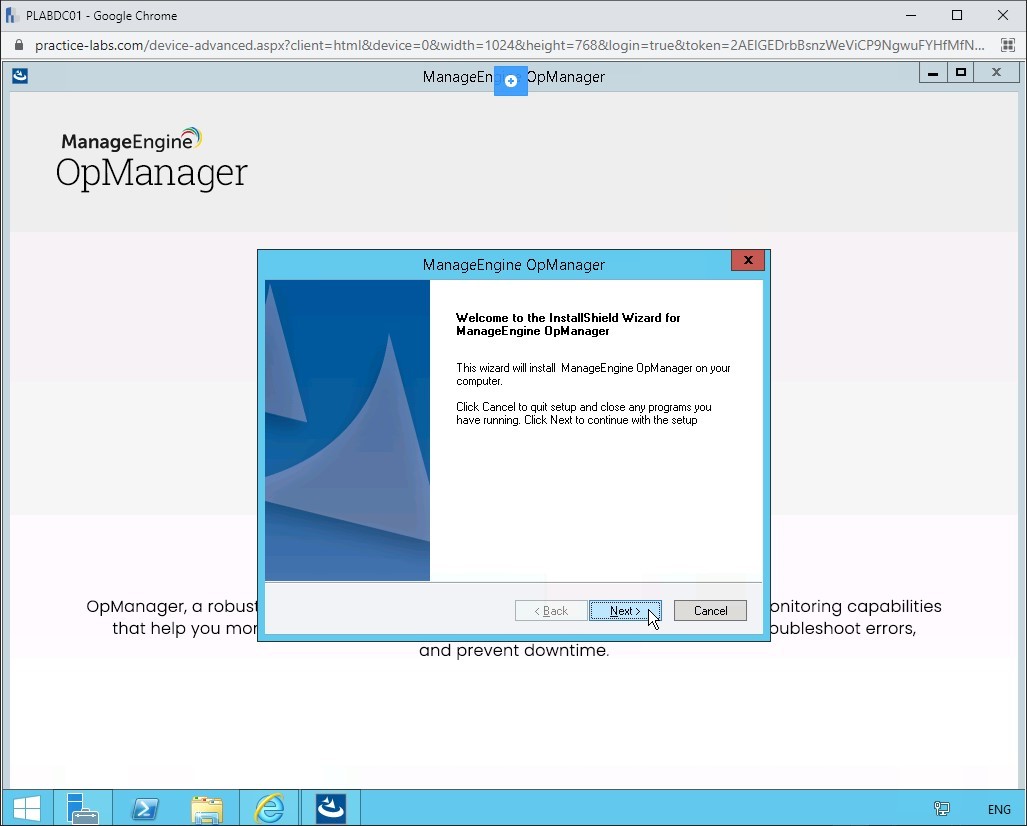 PLABDC01 - Google Chrome
practice-labs.com/device-advanced.aspx?client=html&device=0&width=1024&height=768&login=true&token=2AEIGEDrbBsnzWeViCP9NgwuFYHfMfN...
ManageEngine OpManager
ManageEngine
OpManager
ManageEngine OpManager
x
Welcome to the InstallShield Wizard for
ManageEngine OpManager
This wizard will install ManageEngine OpManager on your
computer.
Click Cancel to quit setup and close any programs you
have running. Click Next to continue with the setup
< Back
Next >
Cancel
OpManager, a robust onitoring capabilities
that help you mor oubleshoot errors,
and prevent downtime.
ENG